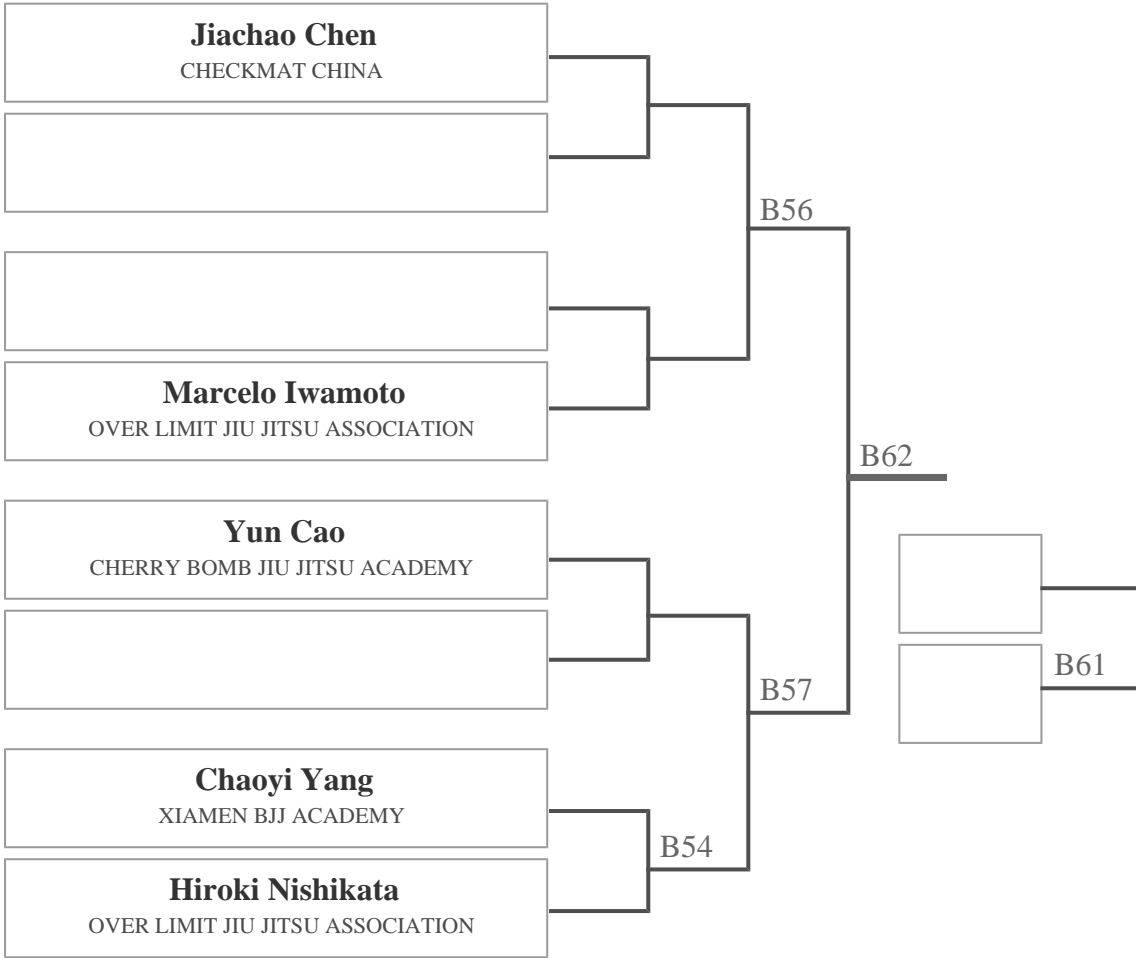 Jiachao Chen
CHECKMAT CHINA
B56
Marcelo Iwamoto
OVER LIMIT JIU JITSU ASSOCIATION
B62
Yun Cao
CHERRY BOMB JIU JITSU ACADEMY
B61
B57
Chaoyi Yang
XIAMEN BJJ ACADEMY
B54
Hiroki Nishikata
OVER LIMIT JIU JITSU ASSOCIATION